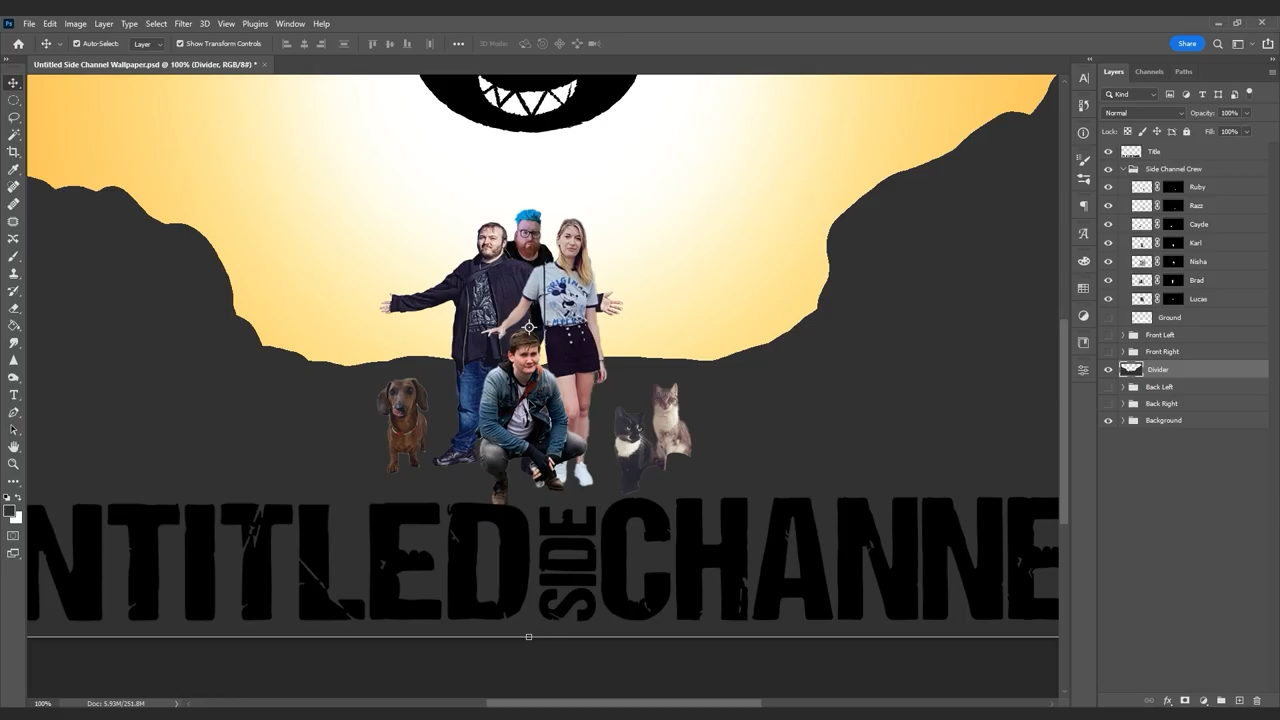 Ps File Edit Image Layer Type Select Filter 3D View Plugins Window Help
Auto-Select: Layer Show Transform Controls 3D Mode: Share
Untitled Side Channel Wallpaper.psd @ 100% (Divider, RGB/8#) *
Layers Channels Paths
Kind
Normal Opacity: 100%
Lock: Fill: 100%
Title
Side Channel Crew
Ruby
Razz
Cayde
Karl
Nisha
Brad
Lucas
Ground
Front Left
Front Right
Divider
Back Left
Back Right
Background
ORIGINAL
NTITLED SIDE CHANNE
100% Doc: 5.93M/251.8M